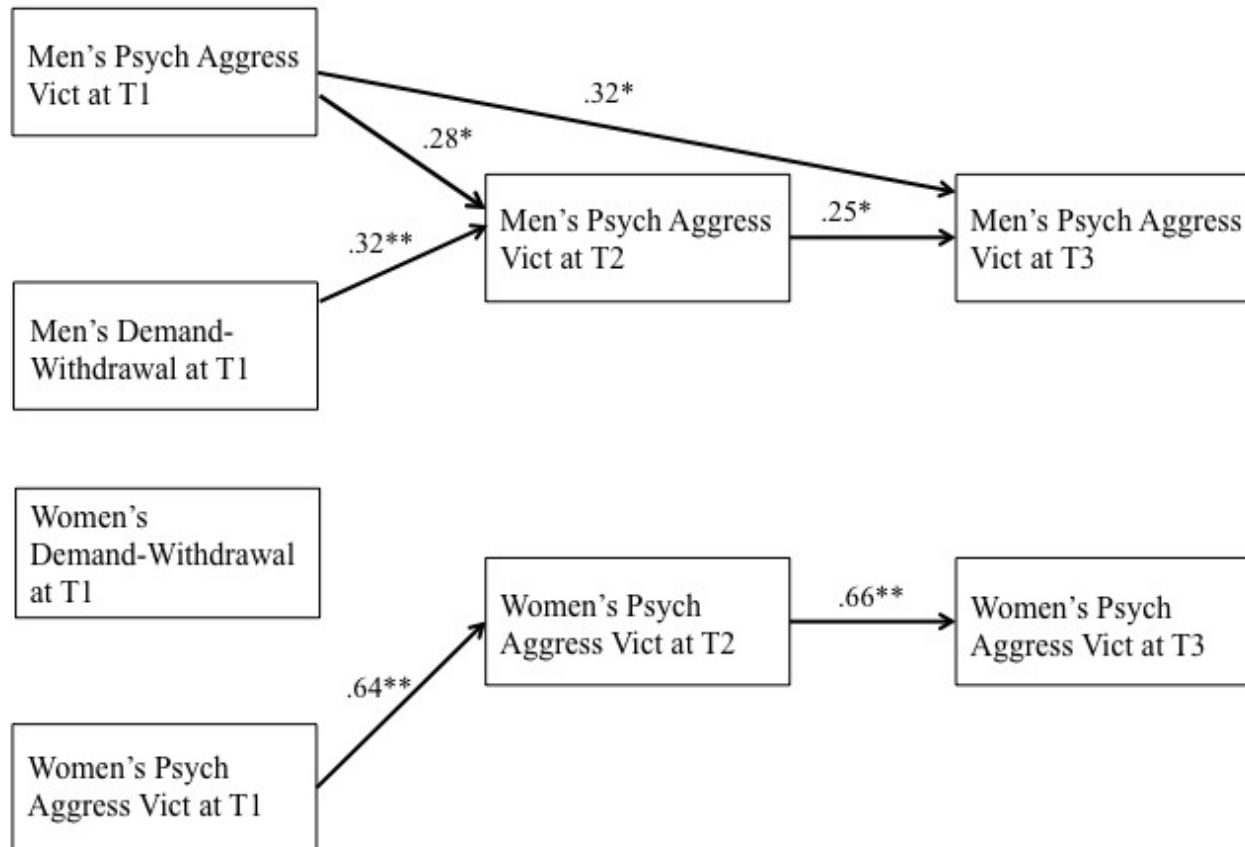 Men’s Psych Aggress
Vict at T1
.32*
.28*
Men’s Psych Aggress
Vict at T2
.25*
Men’s Psych Aggress
Vict at T3
.32**
Men’s Demand-
Withdrawal at T1
Women’s
Demand-Withdrawal
at T1
Women’s Psych
Aggress Vict at T2
.66**
Women’s Psych
Aggress Vict at T3
.64**
Women’s Psych
Aggress Vict at T1